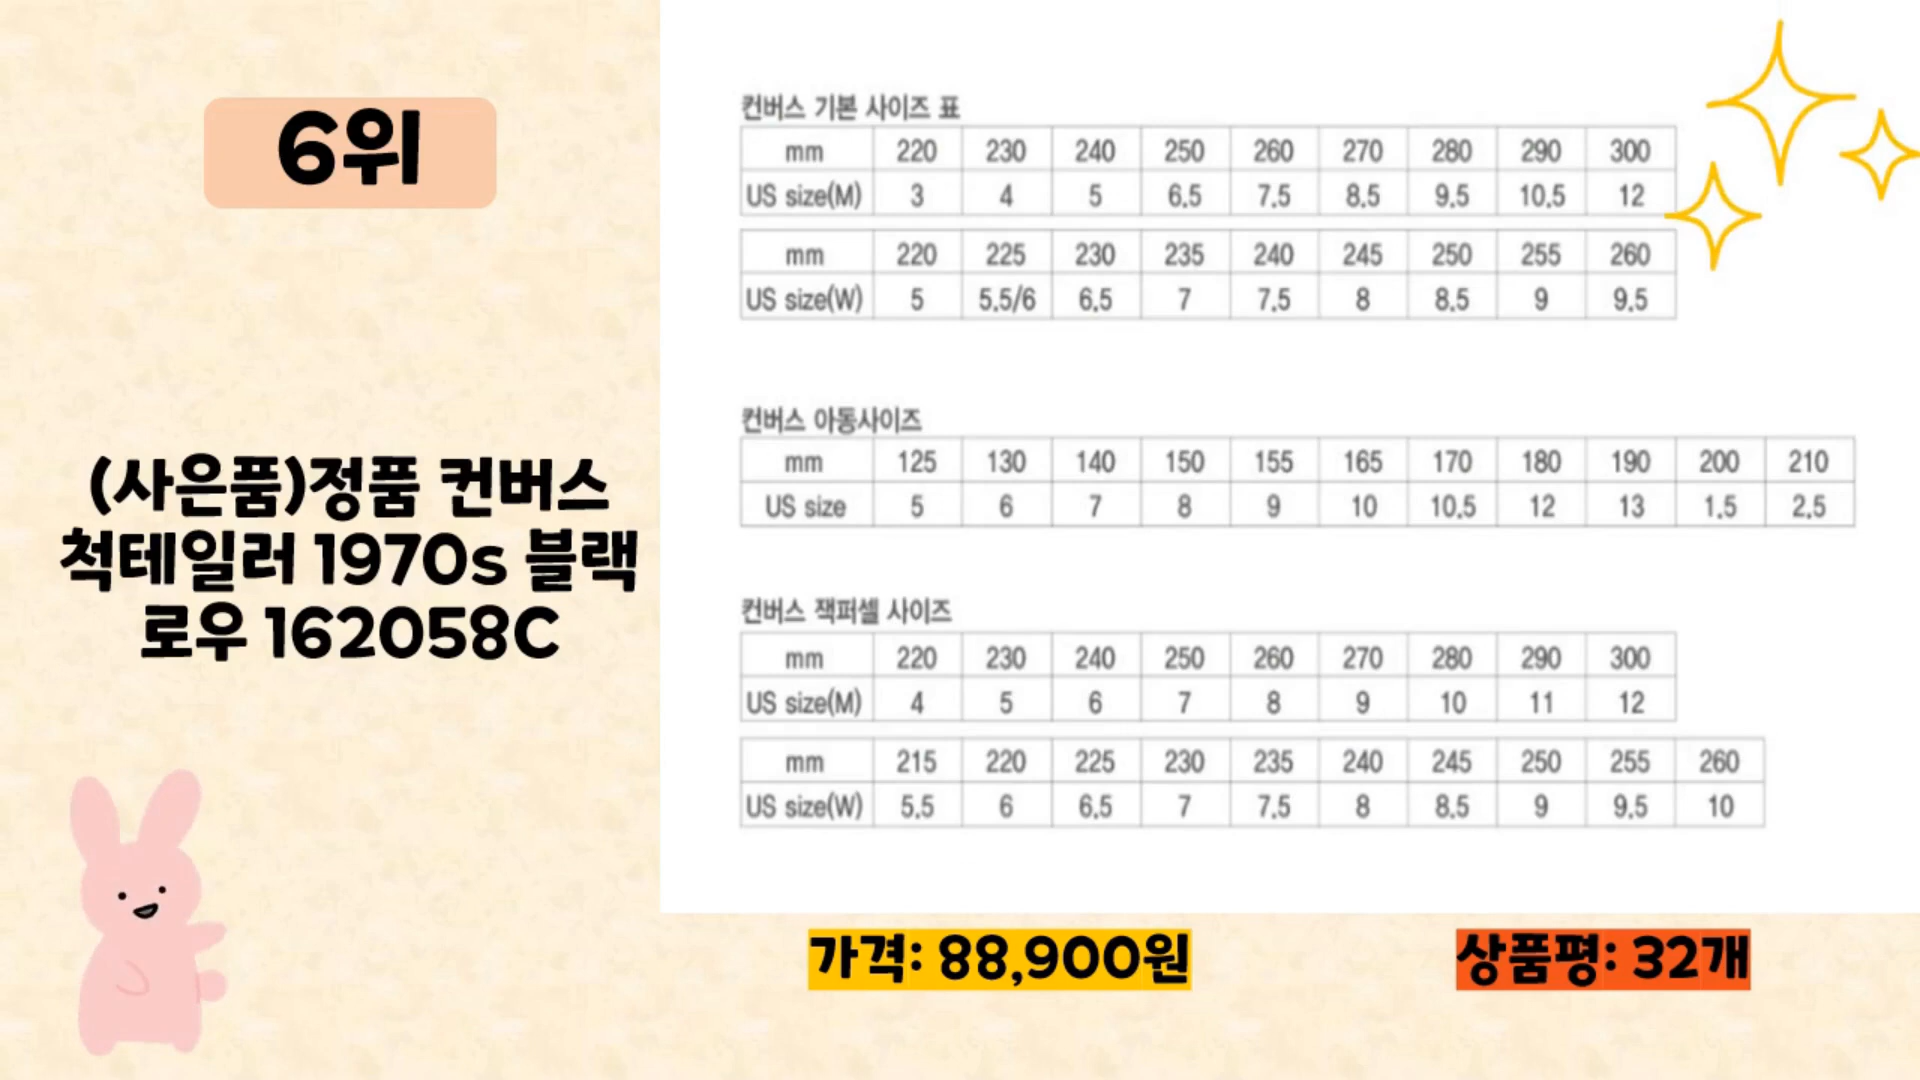 6위
(사은품)정품 컨버스
척테일러 1970s 블랙
로우 162058C
컨버스 기본 사이즈 표
mm 220 230 240 250 260 270 280 290 300
US size(M) 3 4 5 6.5 7.5 8.5 9.5 10.5 12
mm 220 225 230 235 240 245 250 255 260
US size(W) 5 5.5/6 6.5 7 7.5 8 8.5 9 9.5
컨버스 아동사이즈
mm 125 130 140 150 155 165 170 180 190 200 210
US size 5 6 7 8 9 10 10.5 12 13 1.5 2.5
컨버스 잭퍼셀 사이즈
mm 220 230 240 250 260 270 280 290 300
US size(M) 4 5 6 7 8 9 10 11 12
mm 215 220 225 230 235 240 245 250 255 260
US size(W) 5.5 6 6.5 7 7.5 8 8.5 9 9.5 10
가격: 88,900원
상품평: 32개